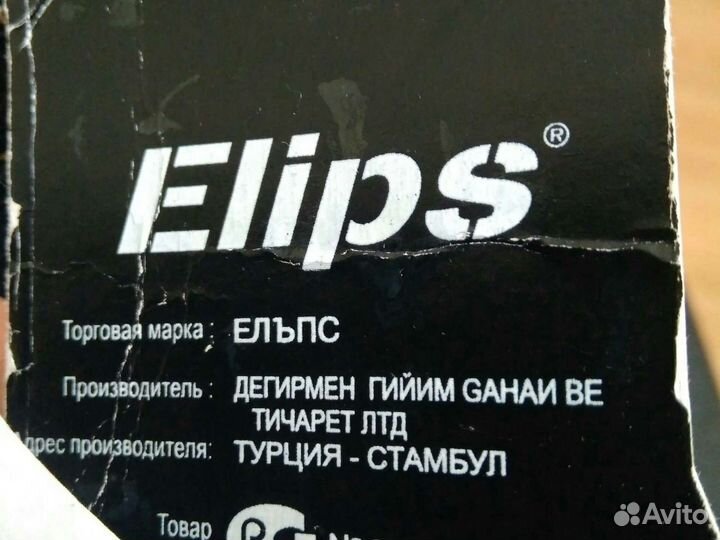 Elips®
Торговая марка : ЕЛЪПС
Производитель : ДЕГИРМЕН ГИЙИМ GАНАИ ВЕ
ТИЧАРЕТ ЛТД
дрес производителя: ТУРЦИЯ - СТАМБУЛ
Товар
Avito